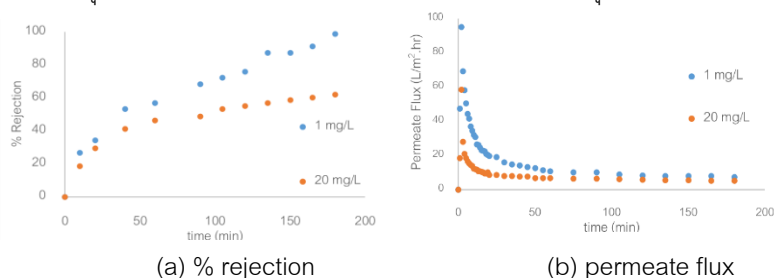 100
80
60
40
20
0
% Rejection
1 mg/L
20 mg/L
0 50 100 150 200
time (min)
(a) % rejection
100
80
60
40
20
0
Permeate Flux (L/m².hr)
1 mg/L
20 mg/L
0 50 100 150 200
time (min)
(b) permeate flux